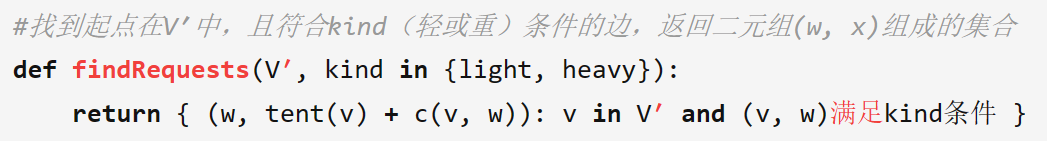 #找到起点在V′中，且符合kind（轻或重）条件的边，返回二元组(w, x)组成的集合
def findRequests(V′, kind in {light, heavy}):
    return { (w, tent(v) + c(v, w)): v in V′ and (v, w)满足kind条件 }